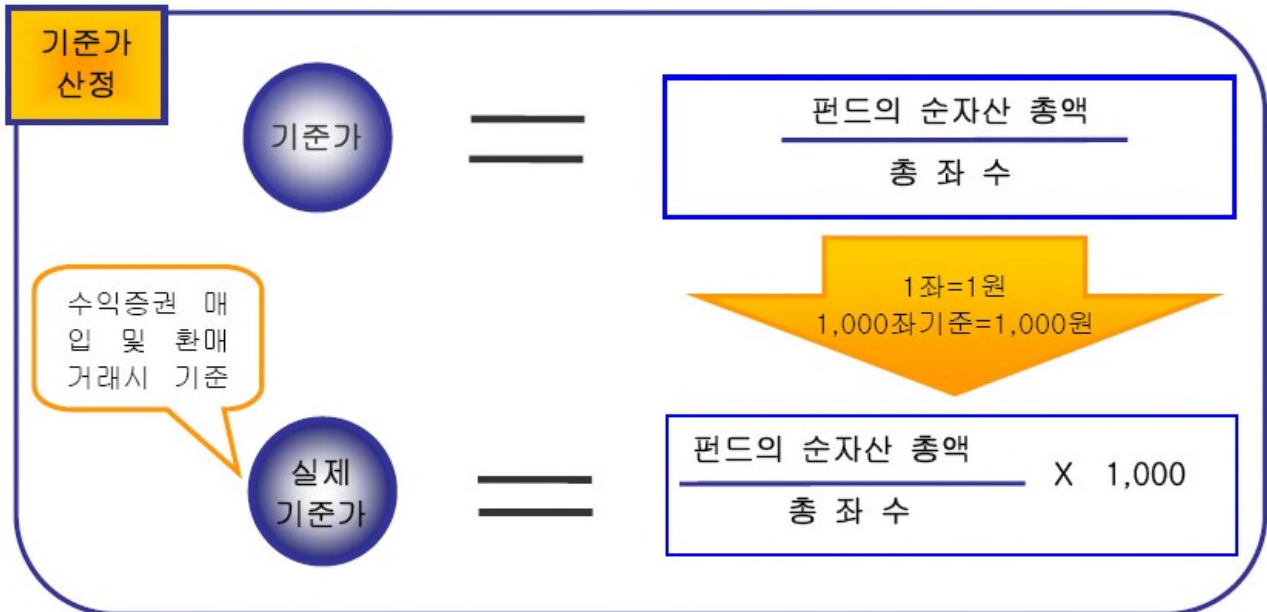 기준가
산정
기준가
펀드의 순자산 총액
총 좌 수
1좌=1원
1,000좌기준=1,000원
수익증권 매
입 및 환매
거래시 기준
실제
기준가
펀드의 순자산 총액
X 1,000
총 좌 수